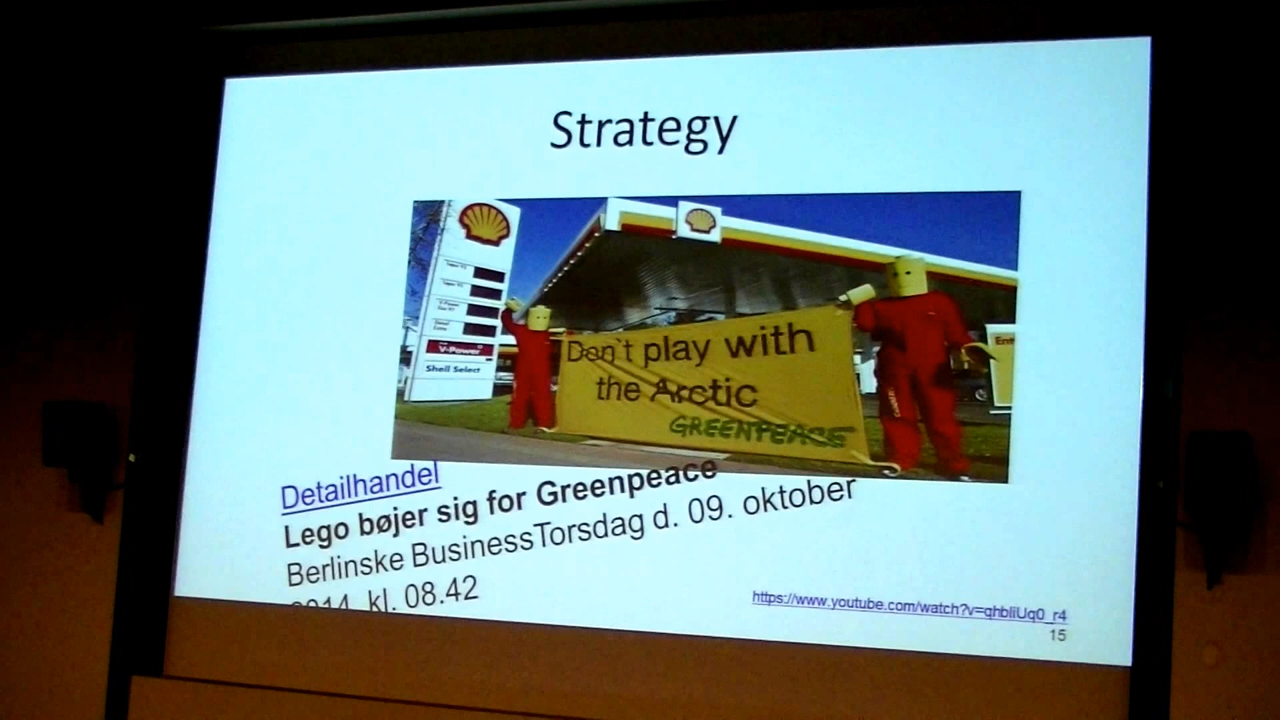 Strategy
V-Power
Shell Select
Don't play with
the Arctic
GREENPEACE
Detailhandel
Lego bøjer sig for Greenpeace
Berlinske BusinessTorsdag d. 09. oktober
2014, kl. 08.42
https://www.youtube.com/watch?v=qhbliUq0_r4
15